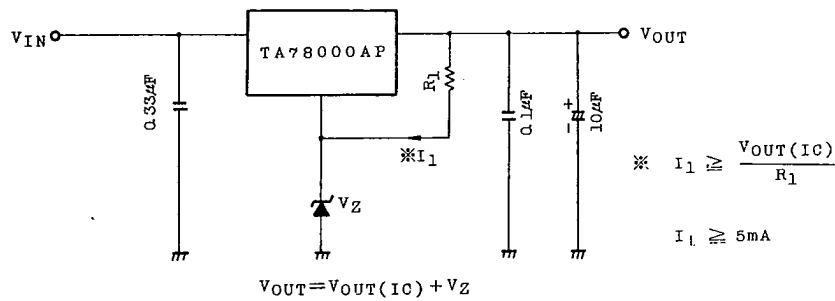 VIN
TA78000AP
VOUT
0.33μF
R1
0.1μF
+
-
10μF
※I1
VZ
※ I1 ≧ VOUT(IC)
R1
I1 ≧ 5mA
VOUT=VOUT(IC)+VZ